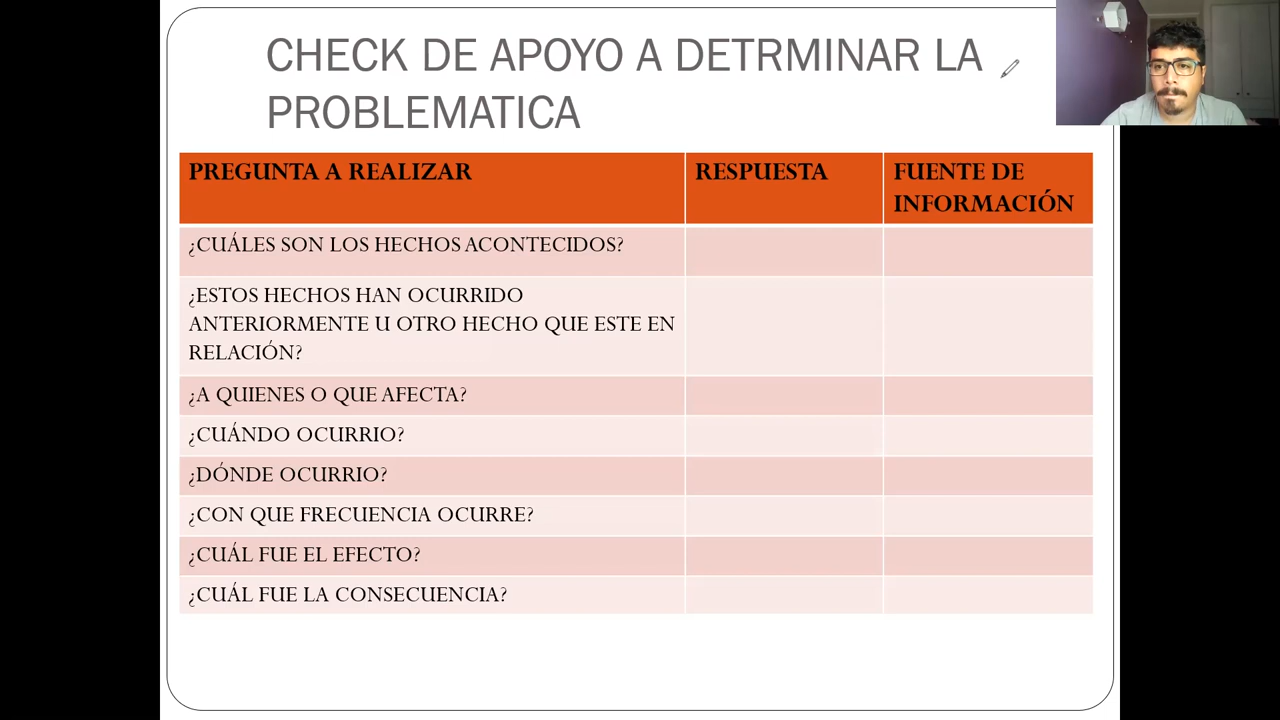 CHECK DE APOYO A DETRMINAR LA
PROBLEMATICA
PREGUNTA A REALIZAR
RESPUESTA
FUENTE DE
INFORMACIÓN
¿CUÁLES SON LOS HECHOS ACONTECIDOS?
¿ESTOS HECHOS HAN OCURRIDO
ANTERIORMENTE U OTRO HECHO QUE ESTE EN
RELACIÓN?
¿A QUIENES O QUE AFECTA?
¿CUÁNDO OCURRIO?
¿DÓNDE OCURRIO?
¿CON QUE FRECUENCIA OCURRE?
¿CUÁL FUE EL EFECTO?
¿CUÁL FUE LA CONSECUENCIA?